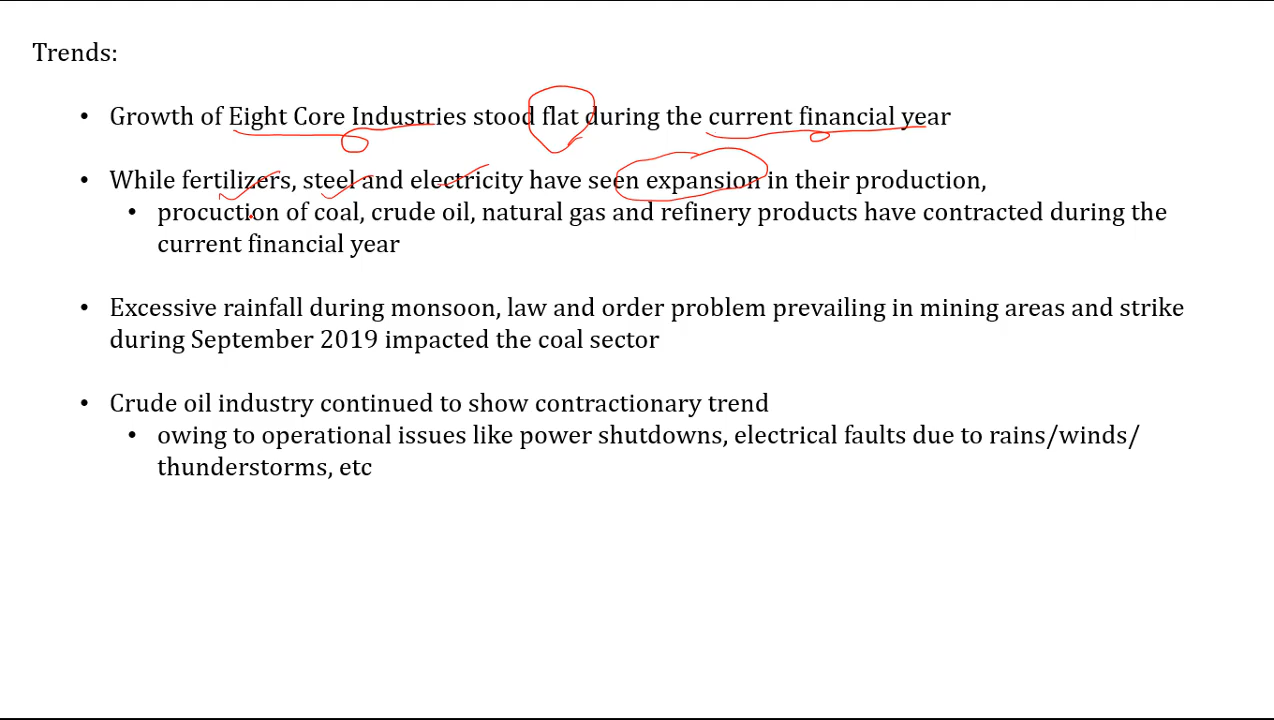 Trends:
• Growth of Eight Core Industries stood flat during the current financial year
• While fertilizers, steel and electricity have seen expansion in their production,
• procuction of coal, crude oil, natural gas and refinery products have contracted during the
current financial year
• Excessive rainfall during monsoon, law and order problem prevailing in mining areas and strike
during September 2019 impacted the coal sector
• Crude oil industry continued to show contractionary trend
• owing to operational issues like power shutdowns, electrical faults due to rains/winds/
thunderstorms, etc